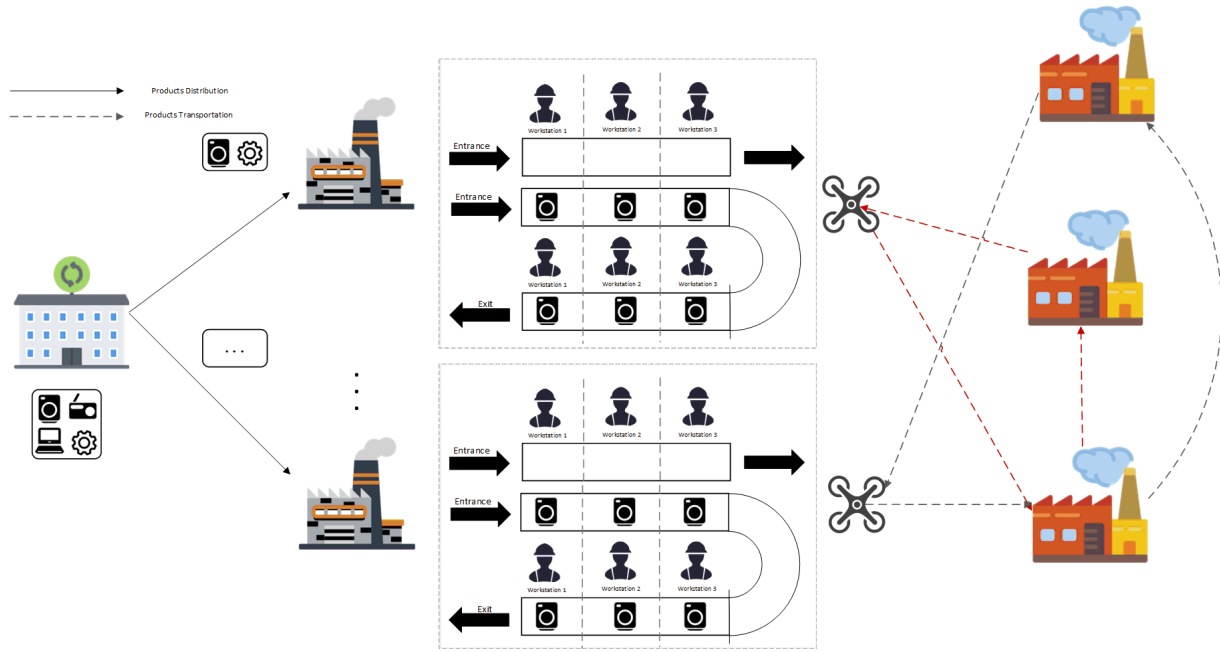 Products Distribution
Products Transportation
Workstation 1
Workstation 2
Workstation 3
Entrance
Entrance
Workstation 1
Workstation 2
Workstation 3
Exit
...
Workstation 1
Workstation 2
Workstation 3
Entrance
Entrance
Workstation 1
Workstation 2
Workstation 3
Exit